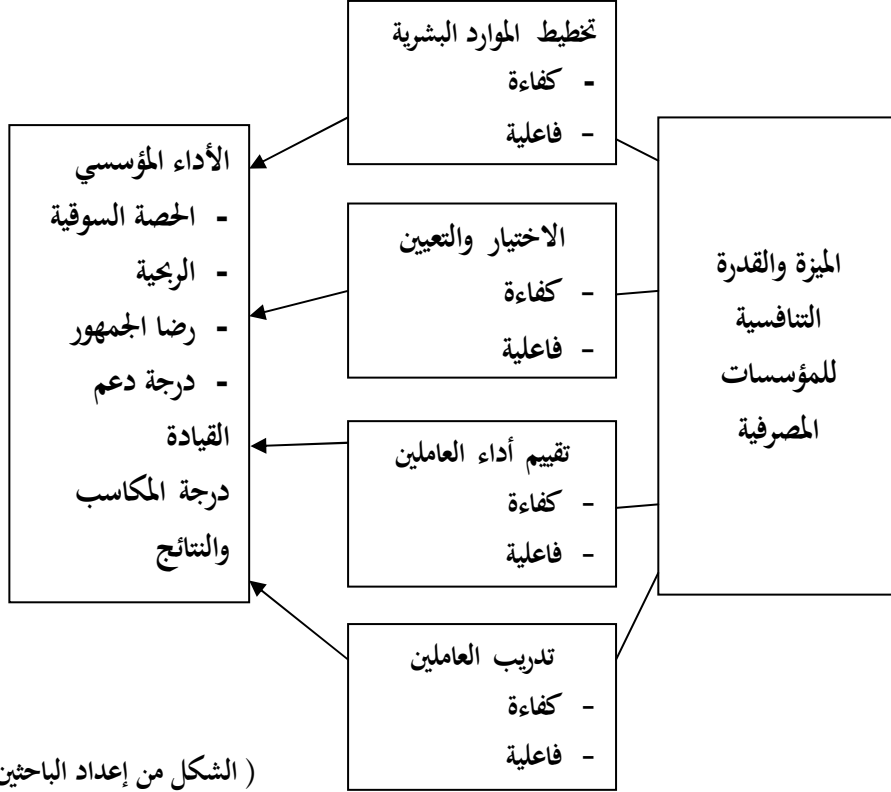 الميزة والقدرة
التنافسية
للمؤسسات
المصرفية
تخطيط الموارد البشرية
- كفاءة
- فاعلية
الاختيار والتعيين
- كفاءة
- فاعلية
تقييم أداء العاملين
- كفاءة
- فاعلية
تدريب العاملين
- كفاءة
- فاعلية
الأداء المؤسسي
- الحصة السوقية
- الربحية
- رضا الجمهور
- درجة دعم
القيادة
درجة المكاسب
والنتائج
( الشكل من إعداد الباحثين